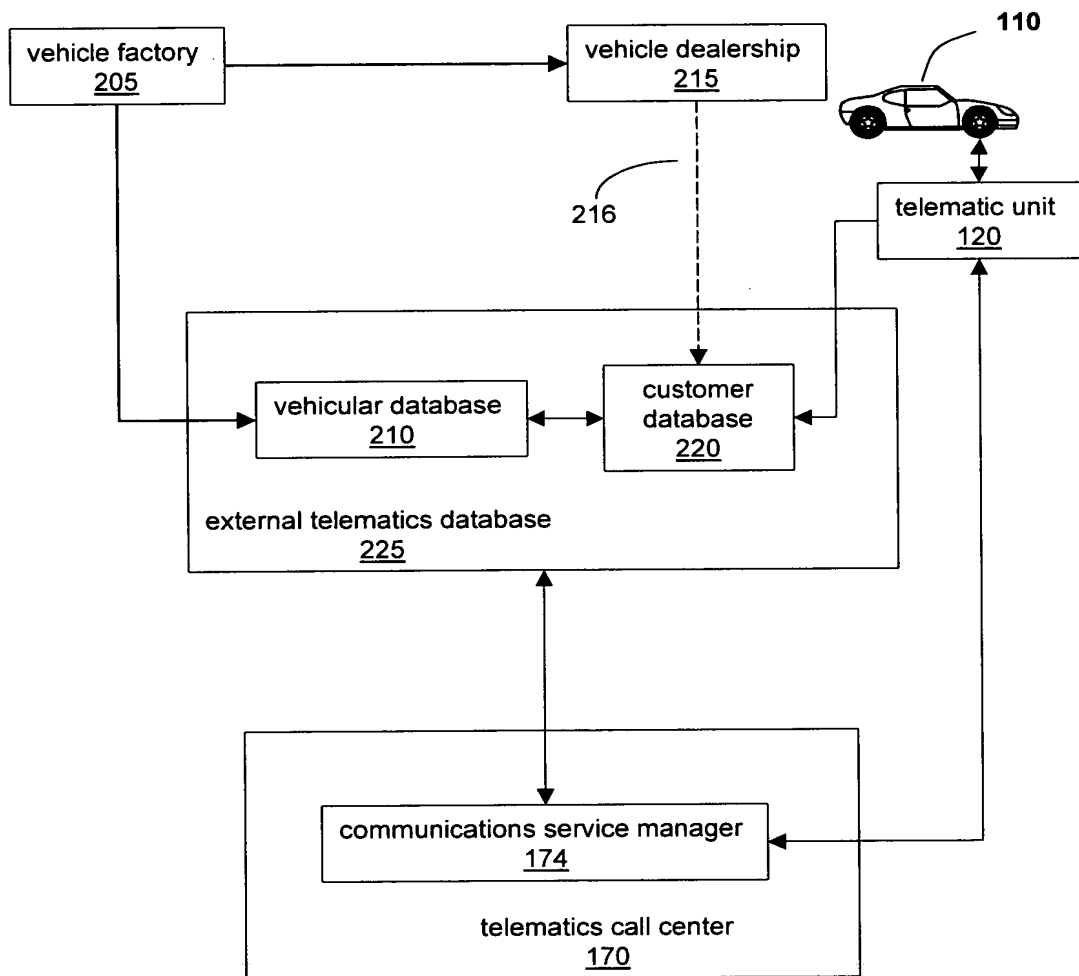 vehicle factory
205
vehicle dealership
215
110
216
telematic unit
120
vehicular database
210
customer
database
220
external telematics database
225
communications service manager
174
telematics call center
170